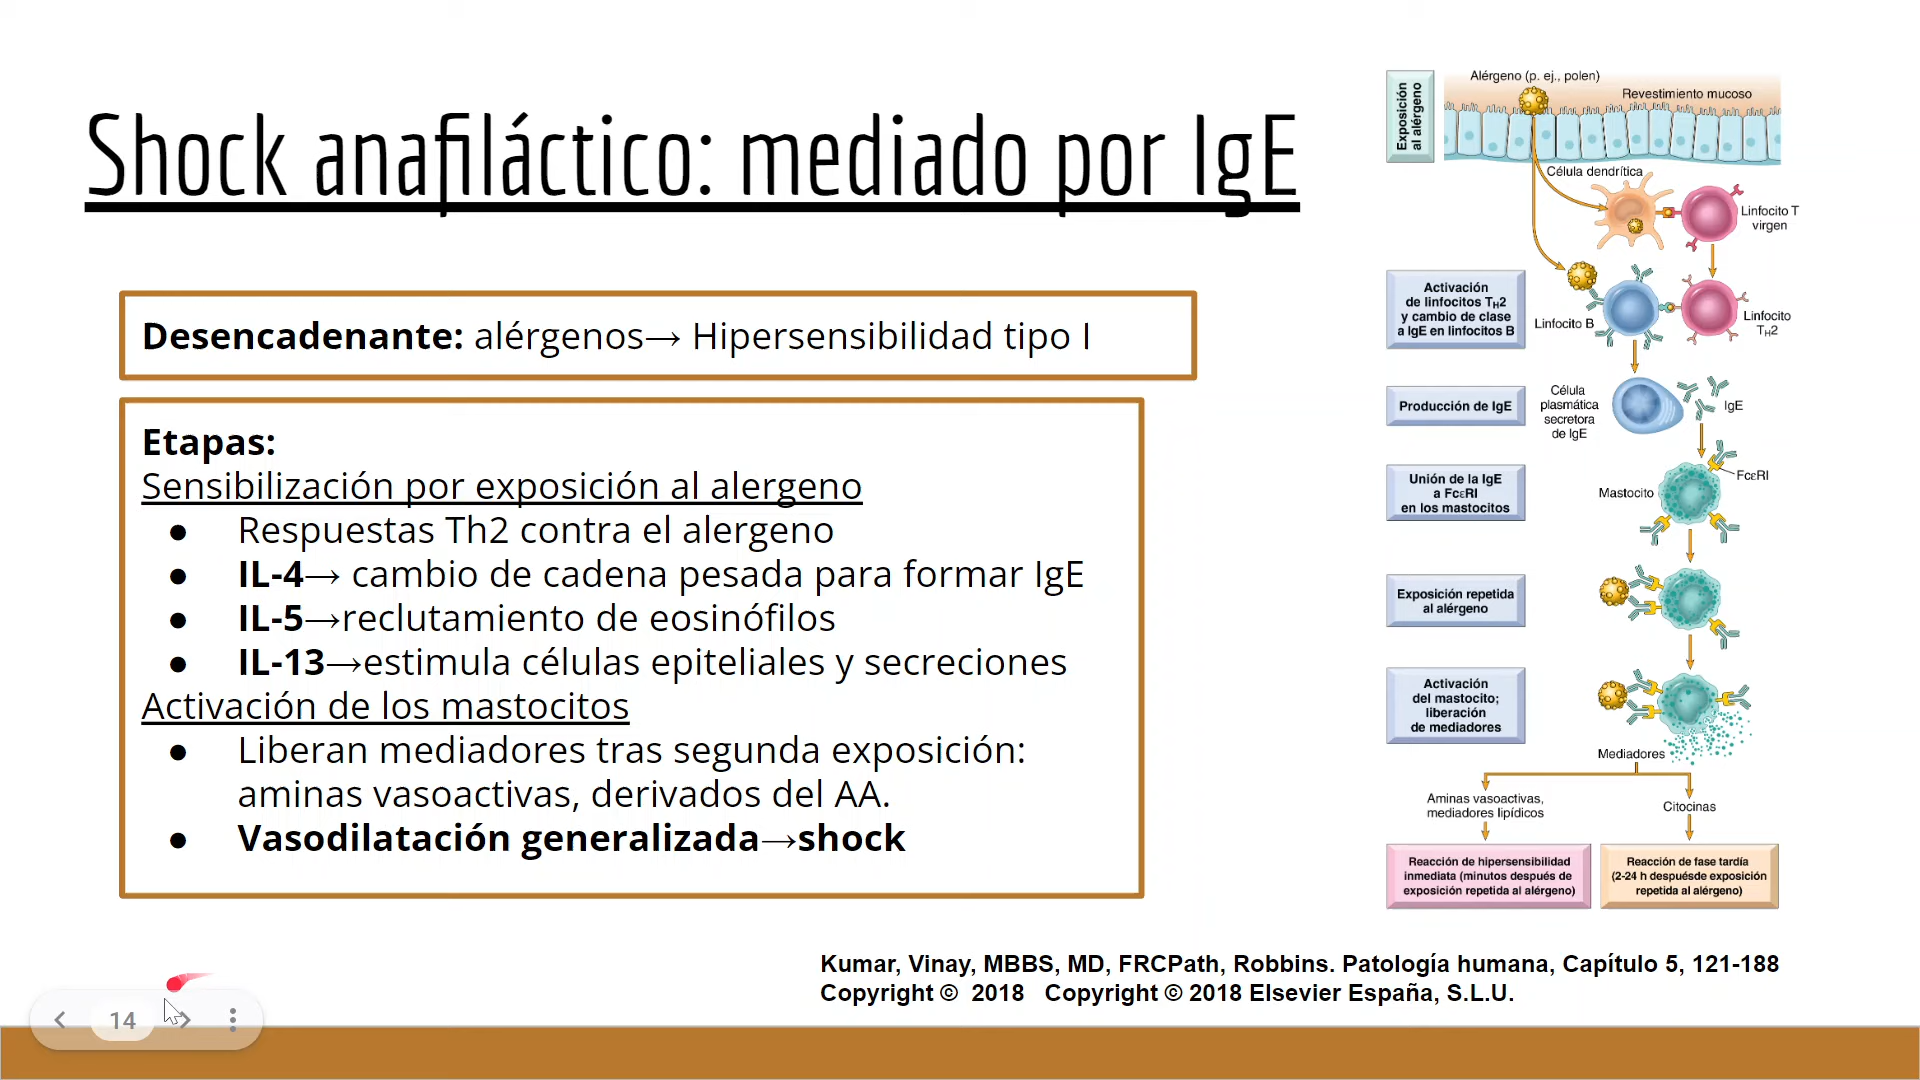 Shock anafiláctico: mediado por IgE
Desencadenante: alérgenos→ Hipersensibilidad tipo I
Etapas:
Sensibilización por exposición al alergeno
● Respuestas Th2 contra el alergeno
● IL-4→ cambio de cadena pesada para formar IgE
● IL-5→reclutamiento de eosinófilos
● IL-13→estimula células epiteliales y secreciones
Activación de los mastocitos
● Liberan mediadores tras segunda exposición:
aminas vasoactivas, derivados del AA.
● Vasodilatación generalizada→shock
Exposición
al alérgeno
Alérgeno (p. ej., polen)
Revestimiento mucoso
Célula dendrítica
Linfocito T
virgen
Activación
de linfocitos TH2
y cambio de clase
a IgE en linfocitos B
Linfocito B
Linfocito
TH2
Producción de IgE
Célula
plasmática
secretora
de IgE
IgE
Unión de la IgE
a FcεRI
en los mastocitos
Mastocito
FcεRI
Exposición repetida
al alérgeno
Activación
del mastocito;
liberación
de mediadores
Mediadores
Aminas vasoactivas,
mediadores lipídicos
Citocinas
Reacción de hipersensibilidad
inmediata (minutos después de
exposición repetida al alérgeno)
Reacción de fase tardía
(2-24 h despuésde exposición
repetida al alérgeno)
Kumar, Vinay, MBBS, MD, FRCPath, Robbins. Patología humana, Capítulo 5, 121-188
Copyright © 2018 Copyright © 2018 Elsevier España, S.L.U.
14